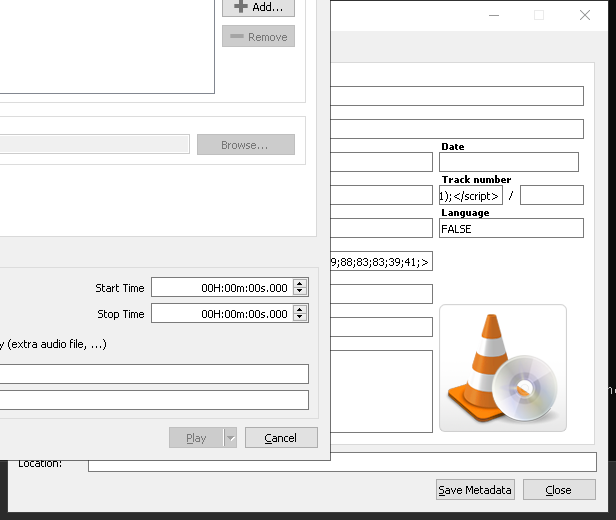 Add...
Remove
Browse...
Date
Track number
1);</script> /
Language
FALSE
9;88;83;83;39;41;>
Start Time 00H:00m:00s.000
Stop Time 00H:00m:00s.000
y (extra audio file, ...)
Play Cancel
Location:
Save Metadata Close